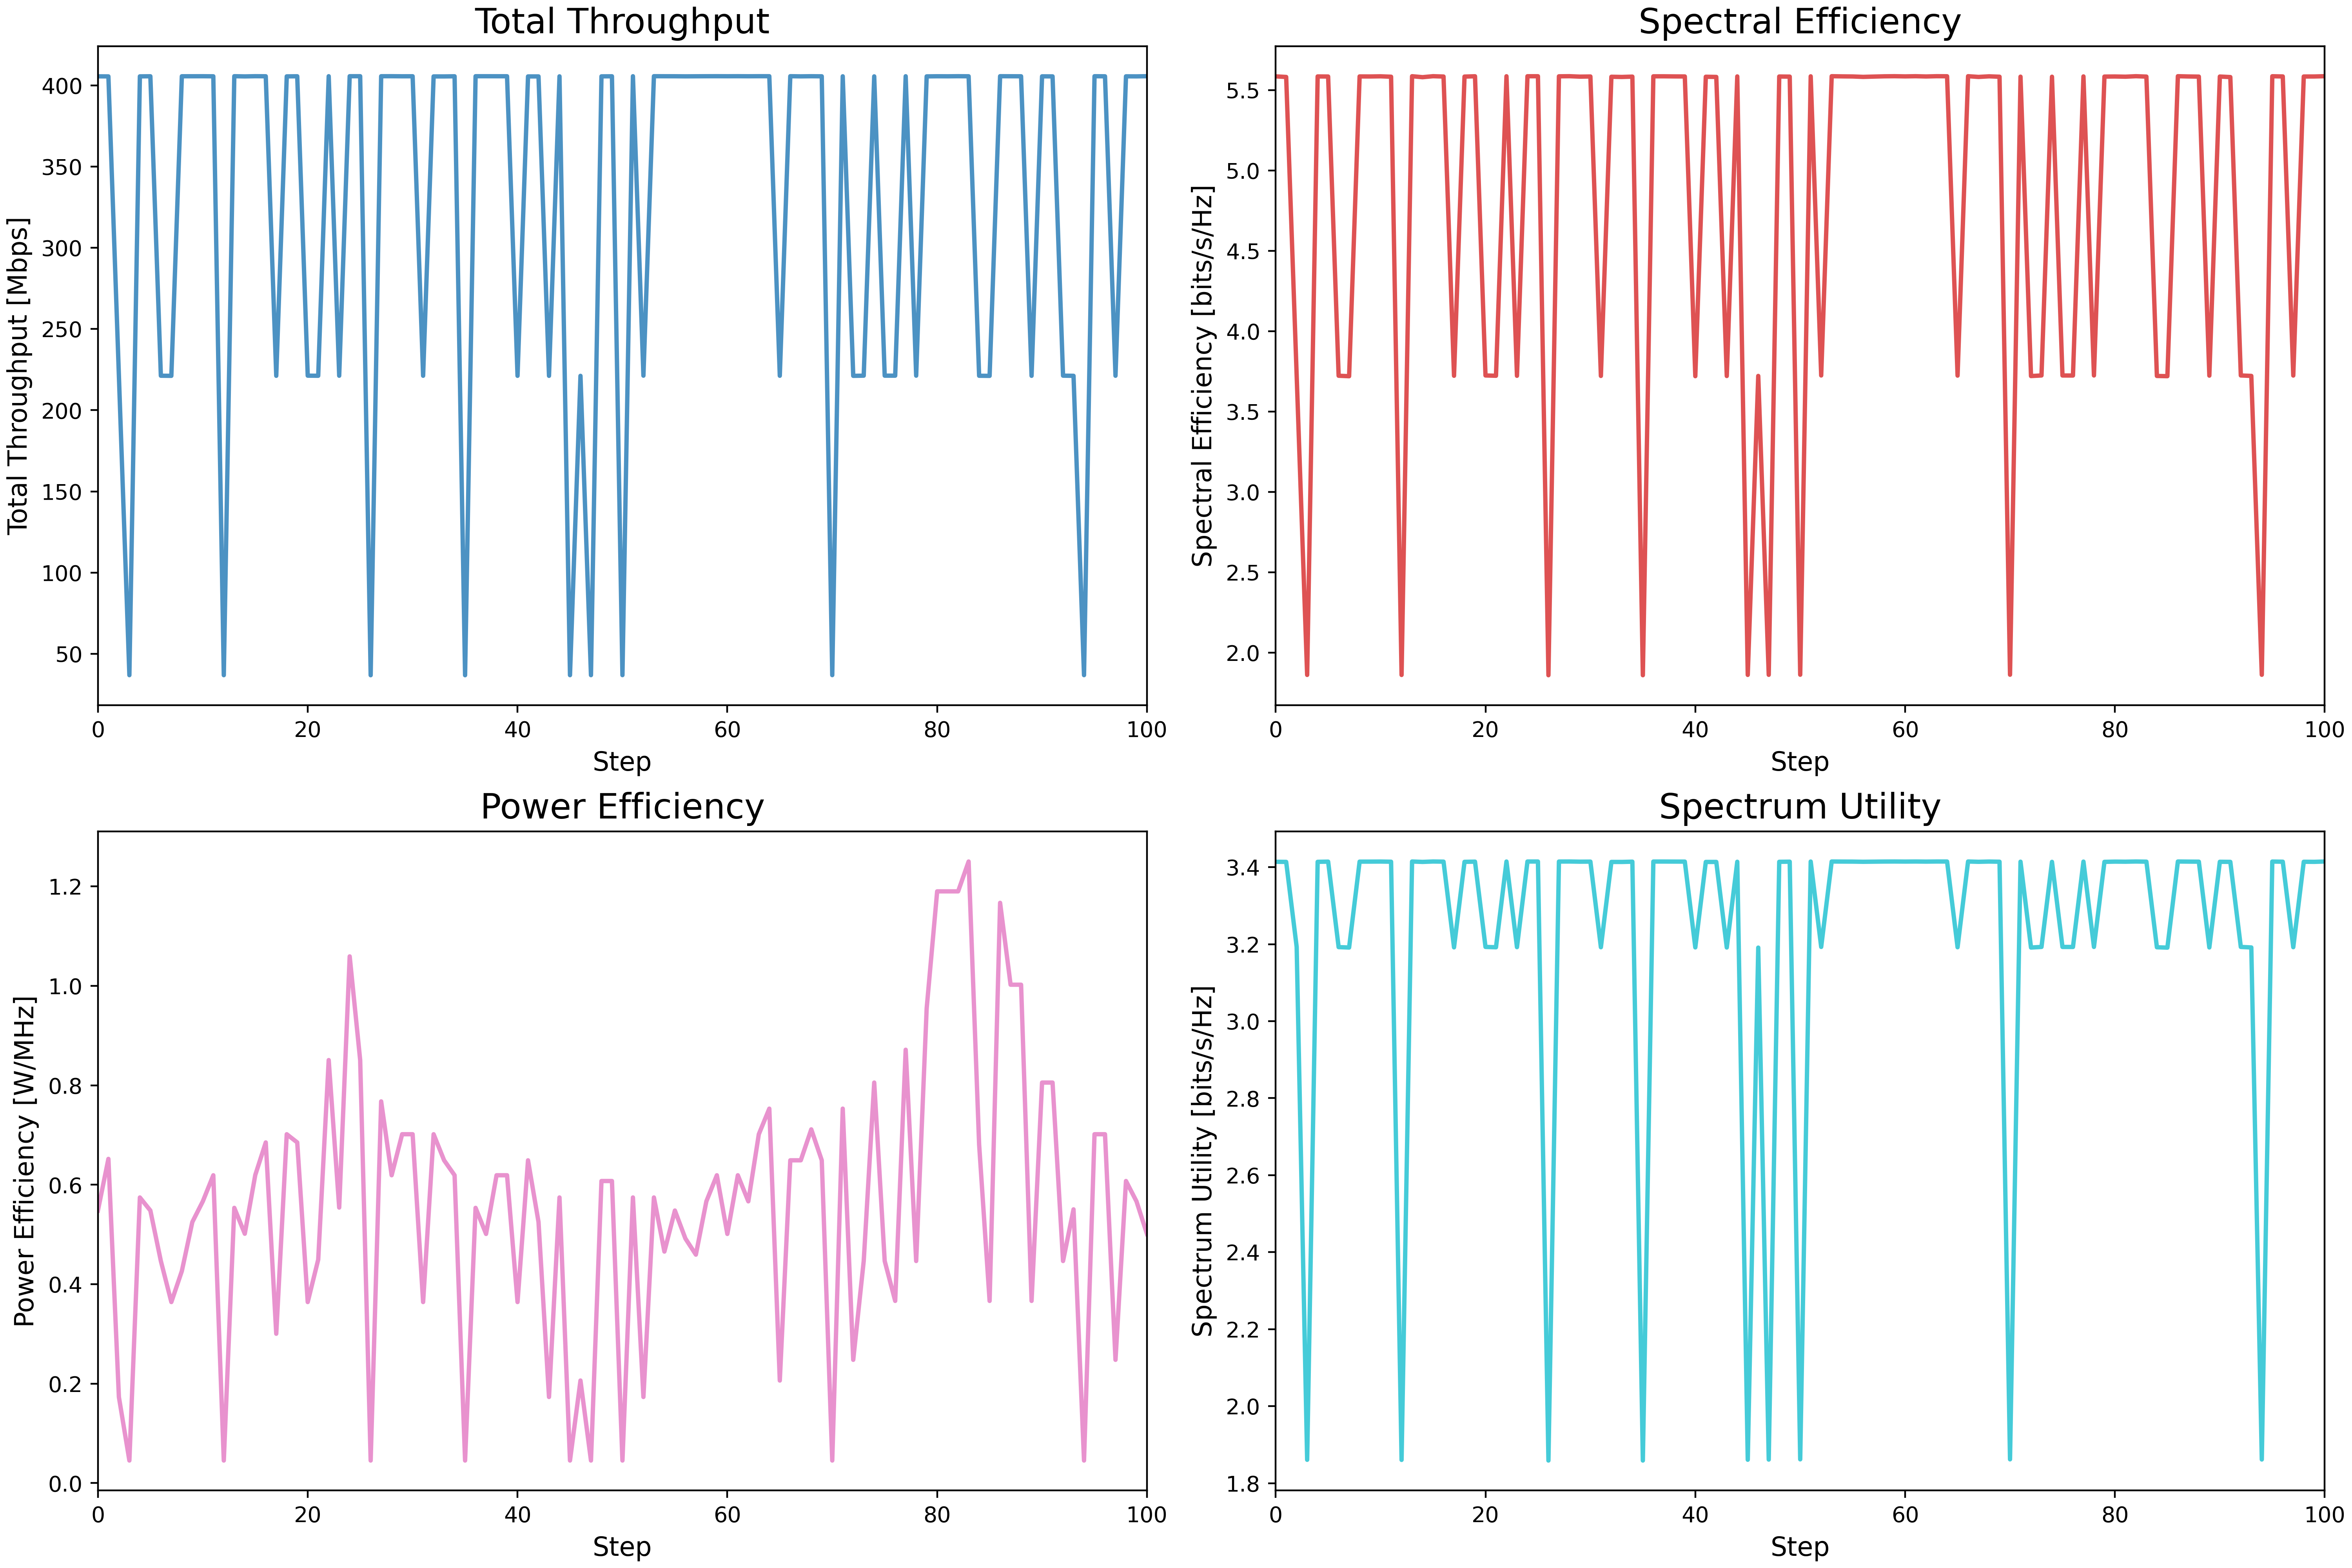 Total Throughput
Total Throughput [Mbps]
400
350
300
250
200
150
100
50
0 20 40 60 80 100
Step
Spectral Efficiency
Spectral Efficiency [bits/s/Hz]
5.5
5.0
4.5
4.0
3.5
3.0
2.5
2.0
0 20 40 60 80 100
Step
Power Efficiency
Power Efficiency [W/MHz]
1.2
1.0
0.8
0.6
0.4
0.2
0.0
0 20 40 60 80 100
Step
Spectrum Utility
Spectrum Utility [bits/s/Hz]
3.4
3.2
3.0
2.8
2.6
2.4
2.2
2.0
1.8
0 20 40 60 80 100
Step